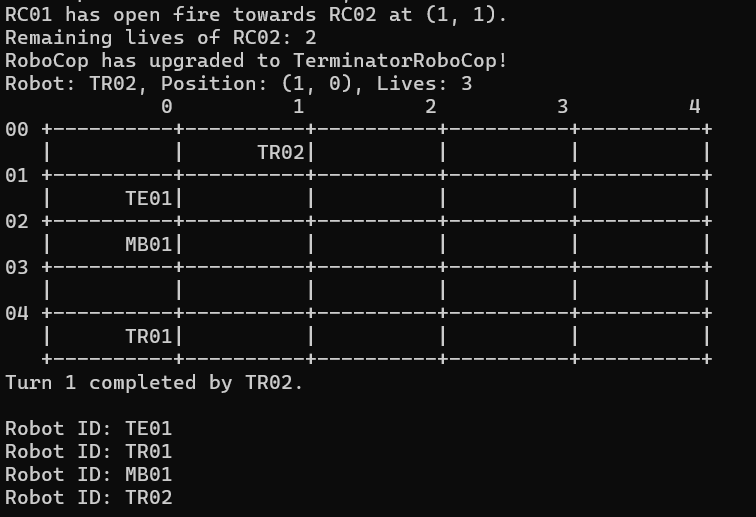 RC01 has open fire towards RC02 at (1, 1).
Remaining lives of RC02: 2
RoboCop has upgraded to TerminatorRoboCop!
Robot: TR02, Position: (1, 0), Lives: 3
             0          1          2          3          4
00 +----------+----------+----------+----------+----------+
   |          |      TR02|          |          |          |
01 +----------+----------+----------+----------+----------+
   |      TE01|          |          |          |          |
02 +----------+----------+----------+----------+----------+
   |      MB01|          |          |          |          |
03 +----------+----------+----------+----------+----------+
   |          |          |          |          |          |
04 +----------+----------+----------+----------+----------+
   |      TR01|          |          |          |          |
   +----------+----------+----------+----------+----------+
Turn 1 completed by TR02.

Robot ID: TE01
Robot ID: TR01
Robot ID: MB01
Robot ID: TR02